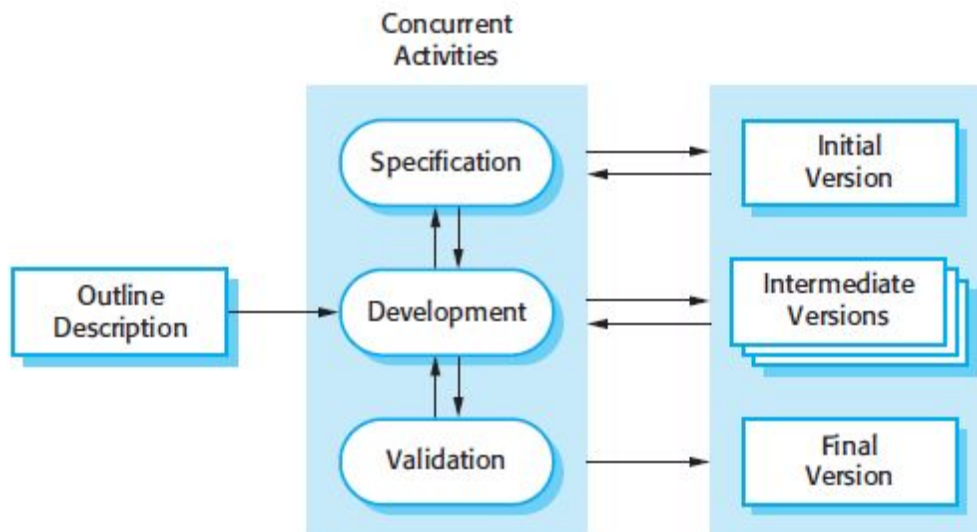 Concurrent
Activities
Specification
Initial
Version
Outline
Description
Development
Intermediate
Versions
Validation
Final
Version